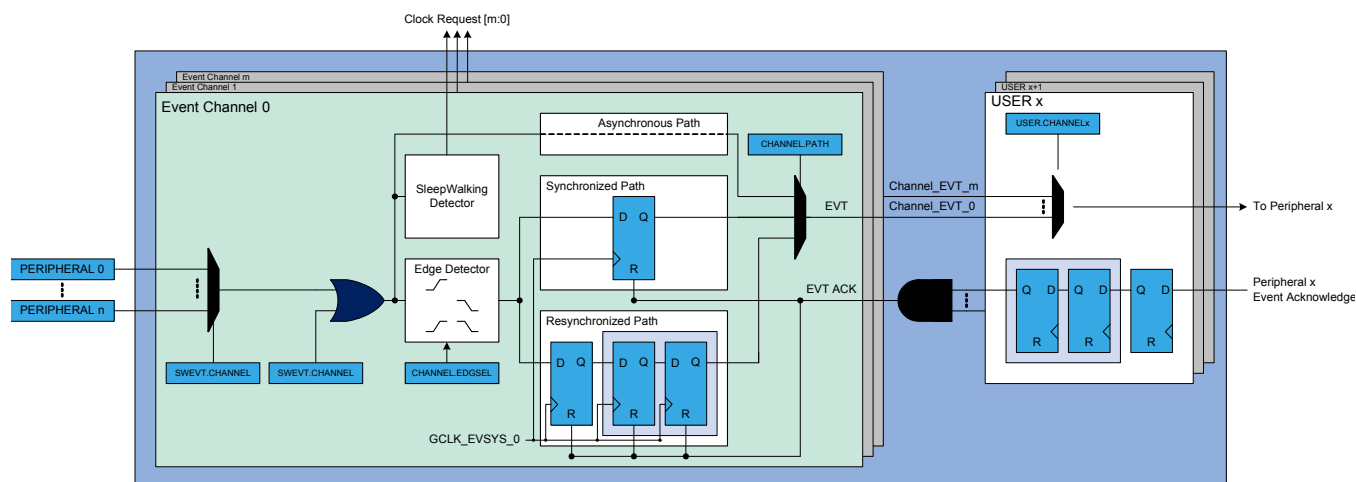 Clock Request [m:0]
Event Channel m
Event Channel 1
Event Channel 0
USER x+1
USER x
Asynchronous Path
USER.CHANNELx
CHANNEL.PATH
SleepWalking
Detector
Synchronized Path
D Q
R
EVT
Channel_EVT_m
Channel_EVT_0
To Peripheral x
PERIPHERAL 0
PERIPHERAL n
Edge Detector
EVT ACK
Q D
R
Q D
R
Q D
R
Peripheral x
Event Acknowledge
Resynchronized Path
D Q
R
D Q
R
D Q
R
SWEVT.CHANNEL
SWEVT.CHANNEL
CHANNEL.EDGSEL
GCLK_EVSYS_0